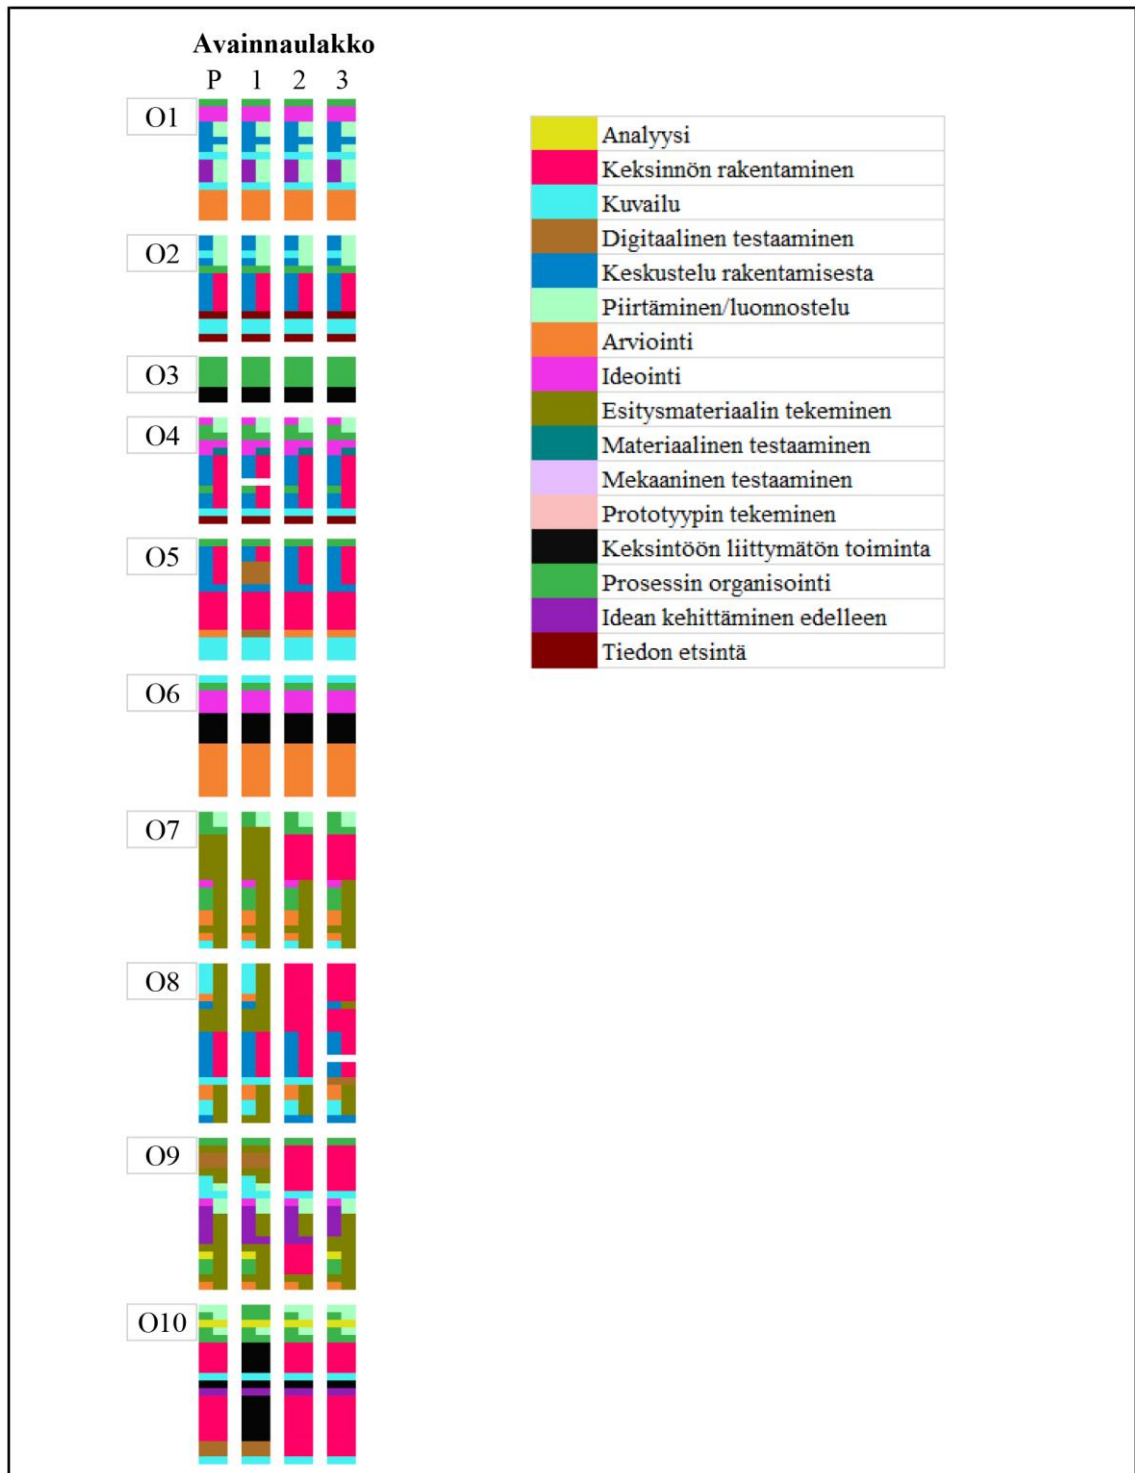 Avainnaulakko
P 1 2 3
O1
O2
O3
O4
O5
O6
O7
O8
O9
O10
Analyysi
Keksinnön rakentaminen
Kuvailu
Digitaalinen testaaminen
Keskustelu rakentamisesta
Piirtäminen/luonnostelu
Arviointi
Ideointi
Esitysmateriaalin tekeminen
Materiaalinen testaaminen
Mekaaninen testaaminen
Prototyypin tekeminen
Keksintöön liittymätön toiminta
Prosessin organisointi
Idean kehittäminen edelleen
Tiedon etsintä